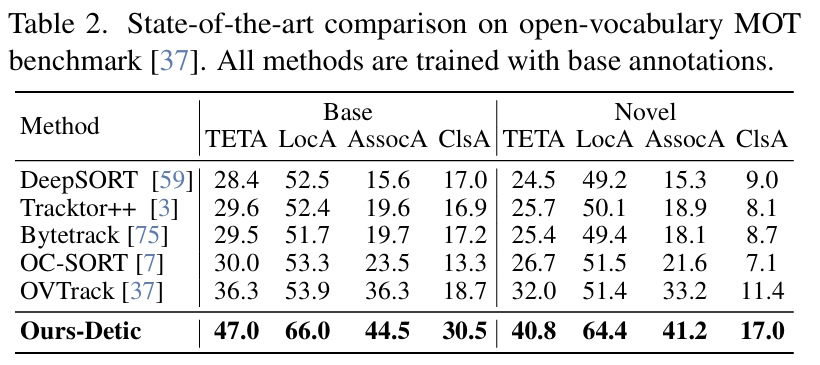 Table 2. State-of-the-art comparison on open-vocabulary MOT
benchmark [37]. All methods are trained with base annotations.
Method Base Novel
TETA LocA AssocA ClsA TETA LocA AssocA ClsA
DeepSORT [59] 28.4 52.5 15.6 17.0 24.5 49.2 15.3 9.0
Tracktor++ [3] 29.6 52.4 19.6 16.9 25.7 50.1 18.9 8.1
Bytetrack [75] 29.5 51.7 19.7 17.2 25.4 49.4 18.1 8.7
OC-SORT [7] 30.0 53.3 23.5 13.3 26.7 51.5 21.6 7.1
OVTrack [37] 36.3 53.9 36.3 18.7 32.0 51.4 33.2 11.4
Ours-Detic 47.0 66.0 44.5 30.5 40.8 64.4 41.2 17.0